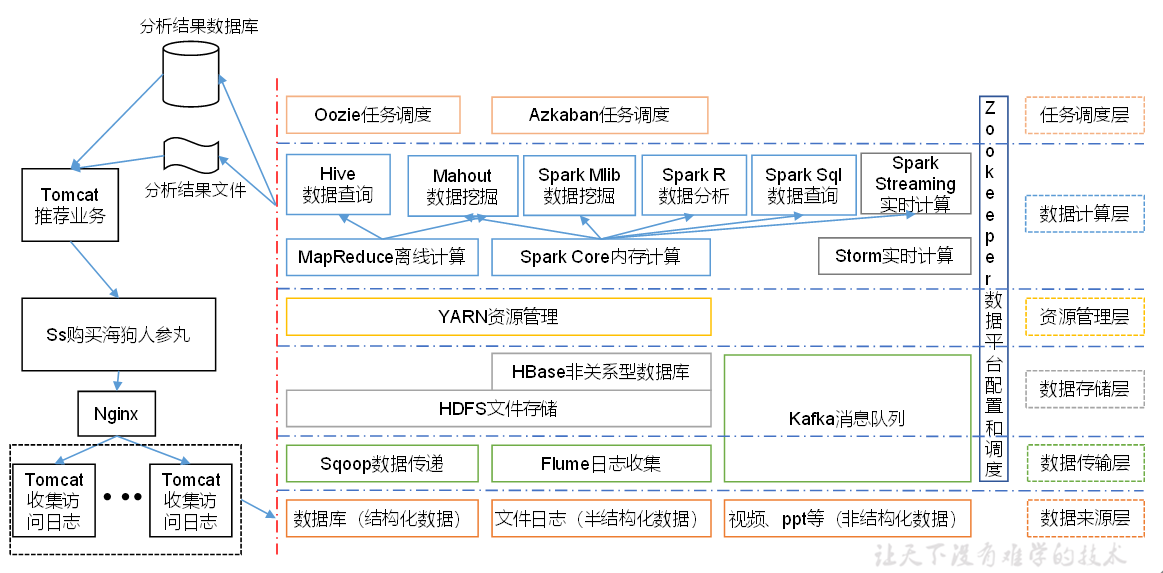 分析结果数据库
分析结果文件
Tomcat
推荐业务
Ss购买海狗人参丸
Nginx
Tomcat
收集访
问日志
•••
Tomcat
收集访
问日志
Oozie任务调度
Azkaban任务调度
任务调度层
Hive
数据查询
Mahout
数据挖掘
Spark Mlib
数据挖掘
Spark R
数据分析
Spark Sql
数据查询
Spark
Streaming
实时计算
数据计算层
MapReduce离线计算
Spark Core内存计算
Storm实时计算
YARN资源管理
资源管理层
HBase非关系型数据库
HDFS文件存储
Kafka消息队列
数据存储层
Sqoop数据传递
Flume日志收集
数据传输层
数据库（结构化数据）
文件日志（半结构化数据）
视频、ppt等（非结构化数据）
数据来源层
Zookeeper数据平台配置和调度
让天下没有难学的技术